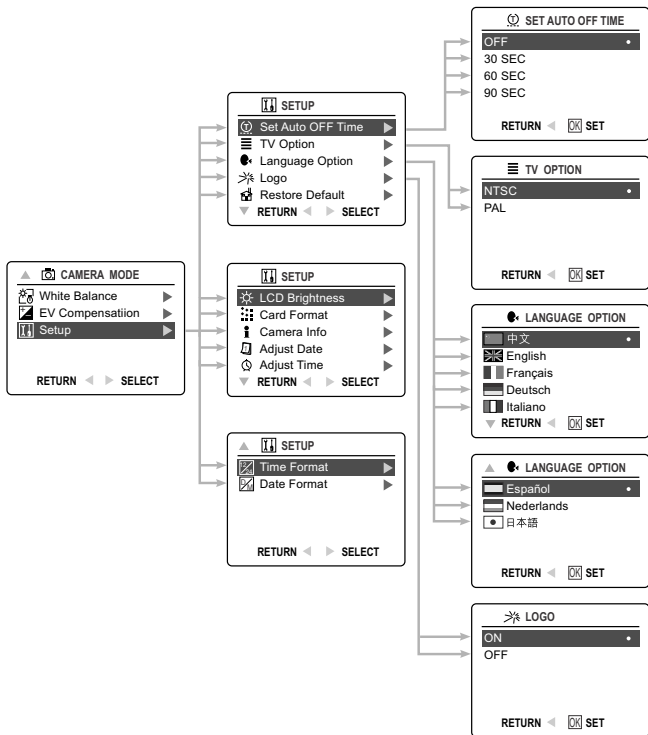 CAMERA MODE
White Balance
EV Compensatiion
Setup
RETURN SELECT
SETUP
Set Auto OFF Time
TV Option
Language Option
Logo
Restore Default
RETURN SELECT
SETUP
LCD Brightness
Card Format
Camera Info
Adjust Date
Adjust Time
RETURN SELECT
SETUP
Time Format
Date Format
RETURN SELECT
SET AUTO OFF TIME
OFF
30 SEC
60 SEC
90 SEC
RETURN OK SET
TV OPTION
NTSC
PAL
RETURN OK SET
LANGUAGE OPTION
中文
English
Français
Deutsch
Italiano
RETURN OK SET
LANGUAGE OPTION
Español
Nederlands
日本語
RETURN OK SET
LOGO
ON
OFF
RETURN OK SET